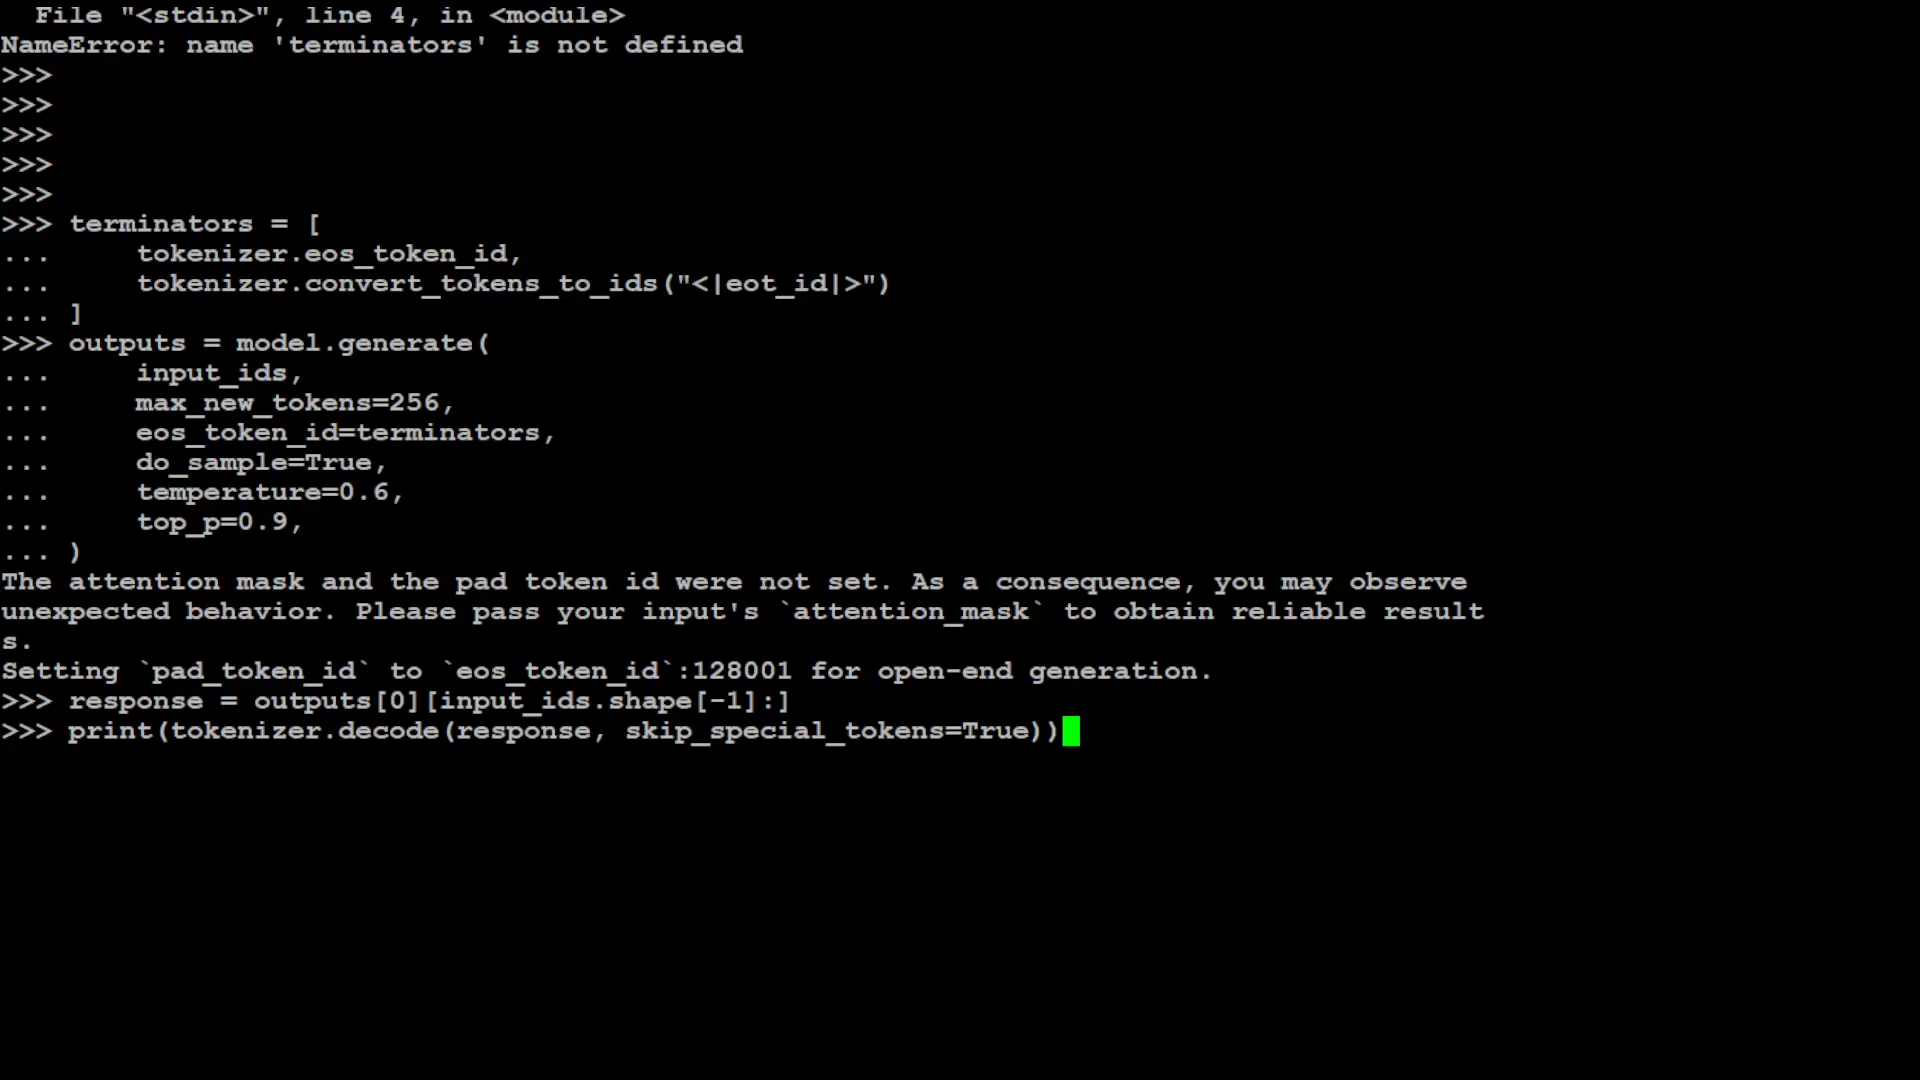 File "<stdin>", line 4, in <module>
NameError: name 'terminators' is not defined
>>>
>>>
>>>
>>>
>>>
>>> terminators = [
...     tokenizer.eos_token_id,
...     tokenizer.convert_tokens_to_ids("<|eot_id|>")
... ]
>>> outputs = model.generate(
...     input_ids,
...     max_new_tokens=256,
...     eos_token_id=terminators,
...     do_sample=True,
...     temperature=0.6,
...     top_p=0.9,
... )
The attention mask and the pad token id were not set. As a consequence, you may observe
unexpected behavior. Please pass your input's `attention_mask` to obtain reliable result
s.
Setting `pad_token_id` to `eos_token_id`:128001 for open-end generation.
>>> response = outputs[0][input_ids.shape[-1]:]
>>> print(tokenizer.decode(response, skip_special_tokens=True))